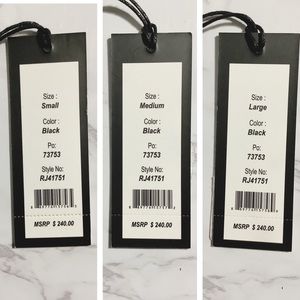 Size :
Small
Color :
Black
Po:
73753
Style No:
RJ41751
MSRP $ 240.00
Size :
Medium
Color :
Black
Po:
73753
Style No:
RJ41751
MSRP $ 240.00
Size :
Large
Color :
Black
Po:
73753
Style No:
RJ41751
MSRP $ 240.00